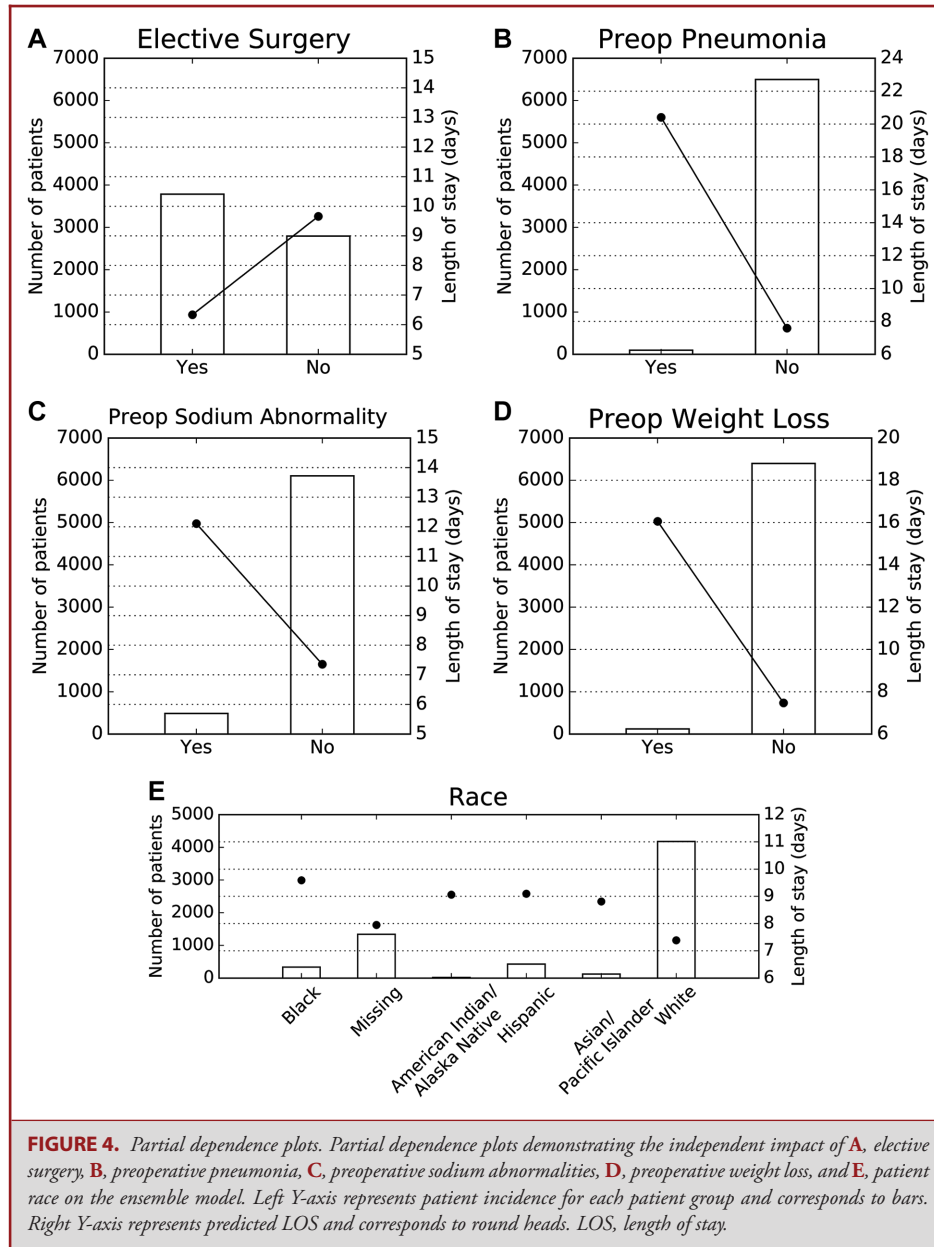 A Elective Surgery
7000
6000
5000
4000
3000
2000
1000
0
Number of patients
15
14
13
12
11
10
9
8
7
6
5
Length of stay (days)
Yes No
B Preop Pneumonia
7000
6000
5000
4000
3000
2000
1000
0
Number of patients
24
22
20
18
16
14
12
10
8
6
Length of stay (days)
Yes No
C Preop Sodium Abnormality
7000
6000
5000
4000
3000
2000
1000
0
Number of patients
15
14
13
12
11
10
9
8
7
6
5
Length of stay (days)
Yes No
D Preop Weight Loss
7000
6000
5000
4000
3000
2000
1000
0
Number of patients
20
18
16
14
12
10
8
6
Length of stay (days)
Yes No
E Race
5000
4000
3000
2000
1000
0
Number of patients
12
11
10
9
8
7
6
Length of stay (days)
Black
Missing
American Indian/
Alaska Native
Hispanic
Asian/
Pacific Islander
White
FIGURE 4. Partial dependence plots. Partial dependence plots demonstrating the independent impact of A, elective
surgery, B, preoperative pneumonia, C, preoperative sodium abnormalities, D, preoperative weight loss, and E, patient
race on the ensemble model. Left Y-axis represents patient incidence for each patient group and corresponds to bars.
Right Y-axis represents predicted LOS and corresponds to round heads. LOS, length of stay.